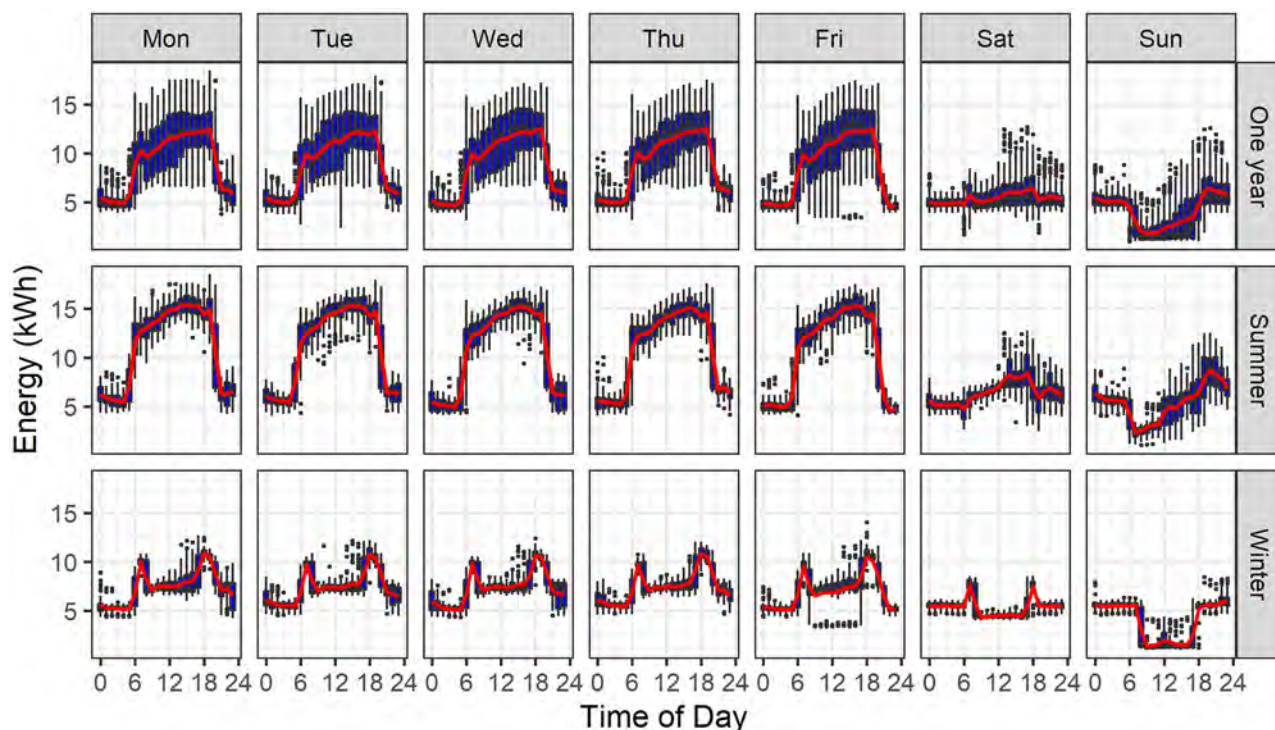 Mon Tue Wed Thu Fri Sat Sun
15
10
5
One year
15
10
5
Summer
15
10
5
Winter
Energy (kWh)
0 6 12 18 24 0 6 12 18 24 0 6 12 18 24 0 6 12 18 24 0 6 12 18 24 0 6 12 18 24 0 6 12 18 24
Time of Day